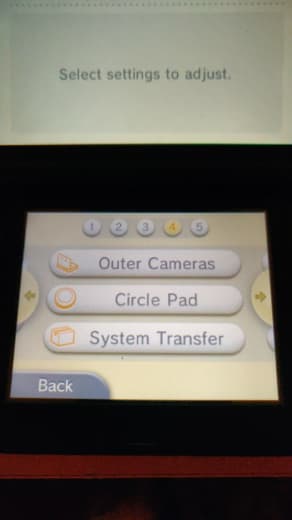 Select settings to adjust.
1 2 3 4 5
Outer Cameras
Circle Pad
System Transfer
Back